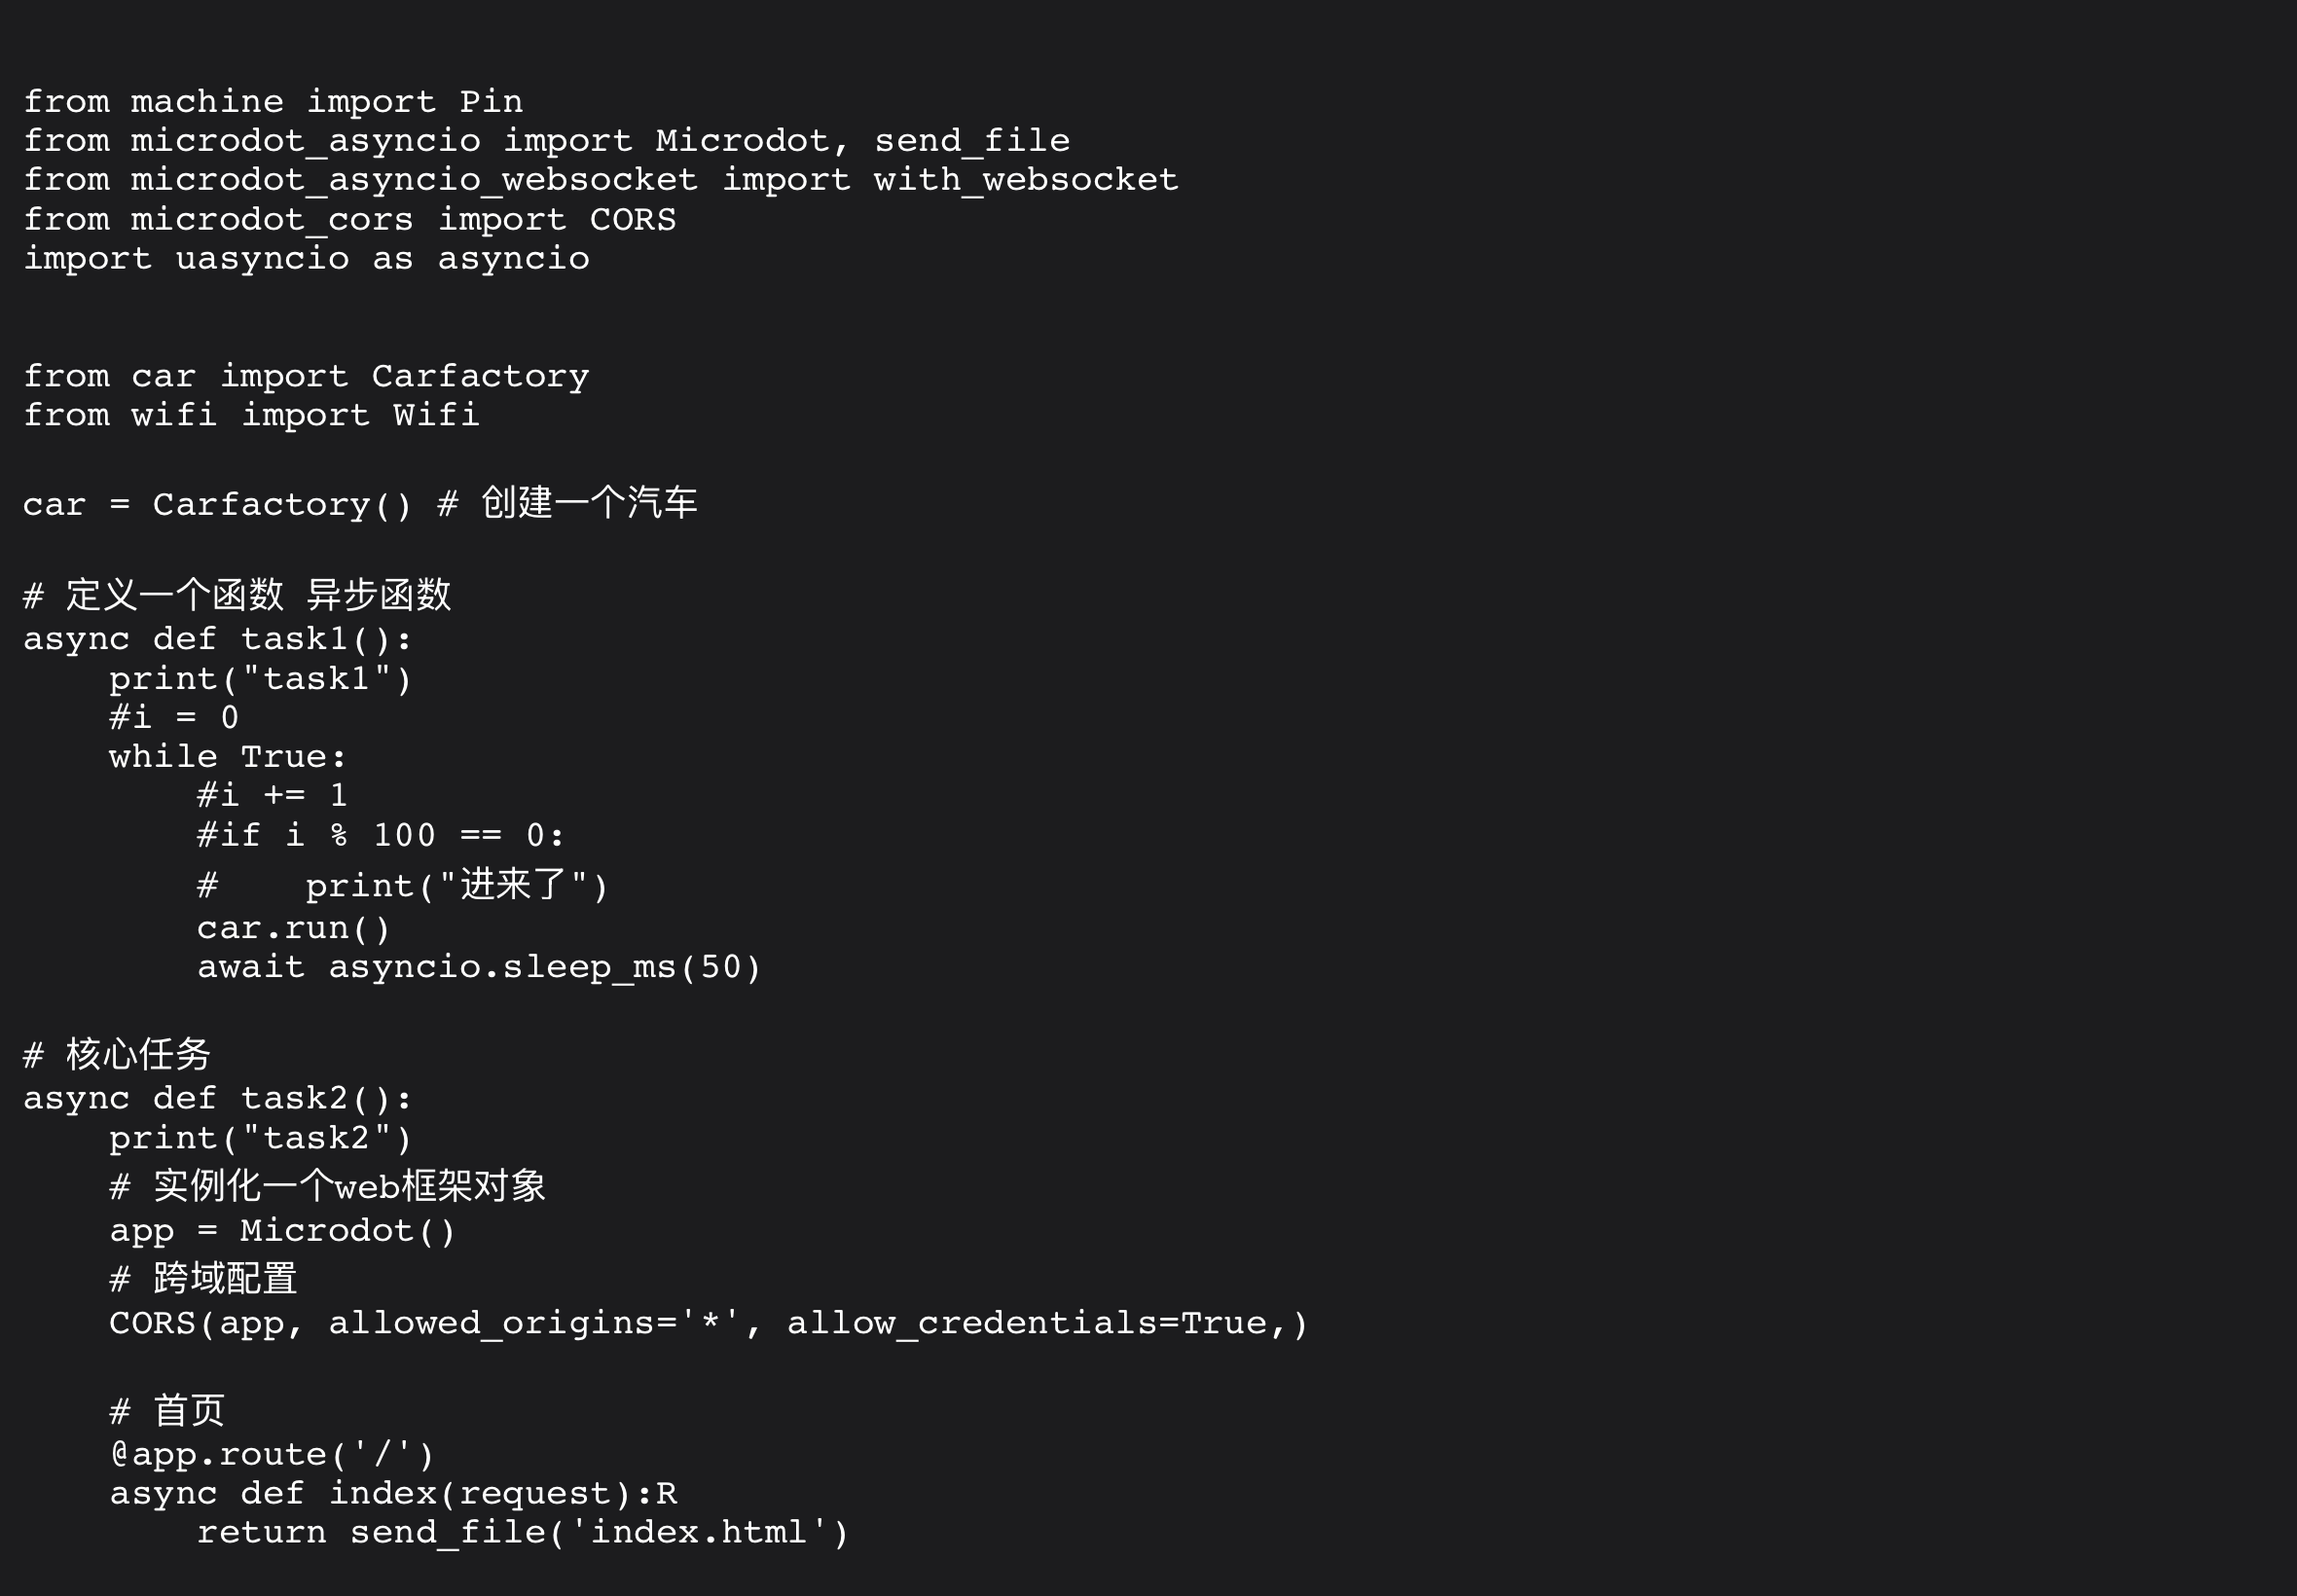 from machine import Pin
from microdot_asyncio import Microdot, send_file
from microdot_asyncio_websocket import with_websocket
from microdot_cors import CORS
import uasyncio as asyncio
from car import Carfactory
from wifi import Wifi
car = Carfactory() # 创建一个汽车
# 定义一个函数 异步函数
async def task1():
    print("task1")
    #i = 0
    while True:
        #i += 1
        #if i % 100 == 0:
        #    print("进来了")
        car.run()
        await asyncio.sleep_ms(50)
# 核心任务
async def task2():
    print("task2")
    # 实例化一个web框架对象
    app = Microdot()
    # 跨域配置
    CORS(app, allowed_origins='*', allow_credentials=True,)
    # 首页
    @app.route('/')
    async def index(request):R
        return send_file('index.html')